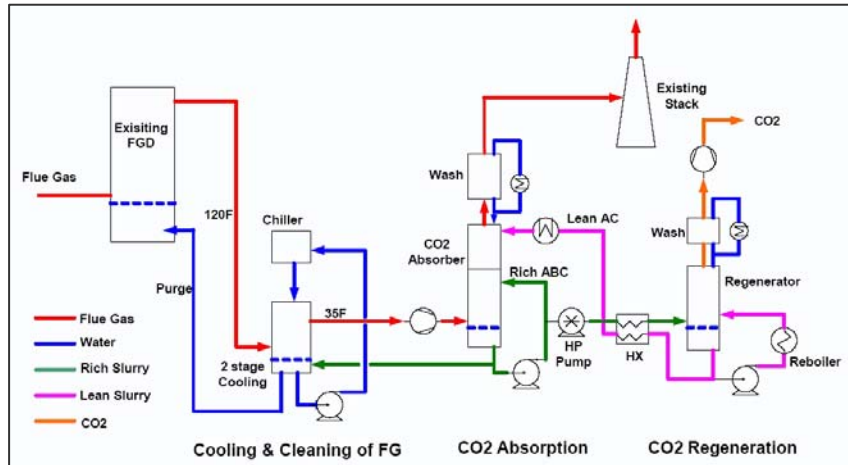 Exisiting
FGD
Flue Gas
120F
Purge
Chiller
35F
2 stage
Cooling
Wash
CO2
Absorber
Lean AC
Rich ABC
HP
Pump
HX
Existing
Stack
CO2
Wash
Regenerator
Reboiler
M
M
Flue Gas
Water
Rich Slurry
Lean Slurry
CO2
Cooling & Cleaning of FG
CO2 Absorption
CO2 Regeneration